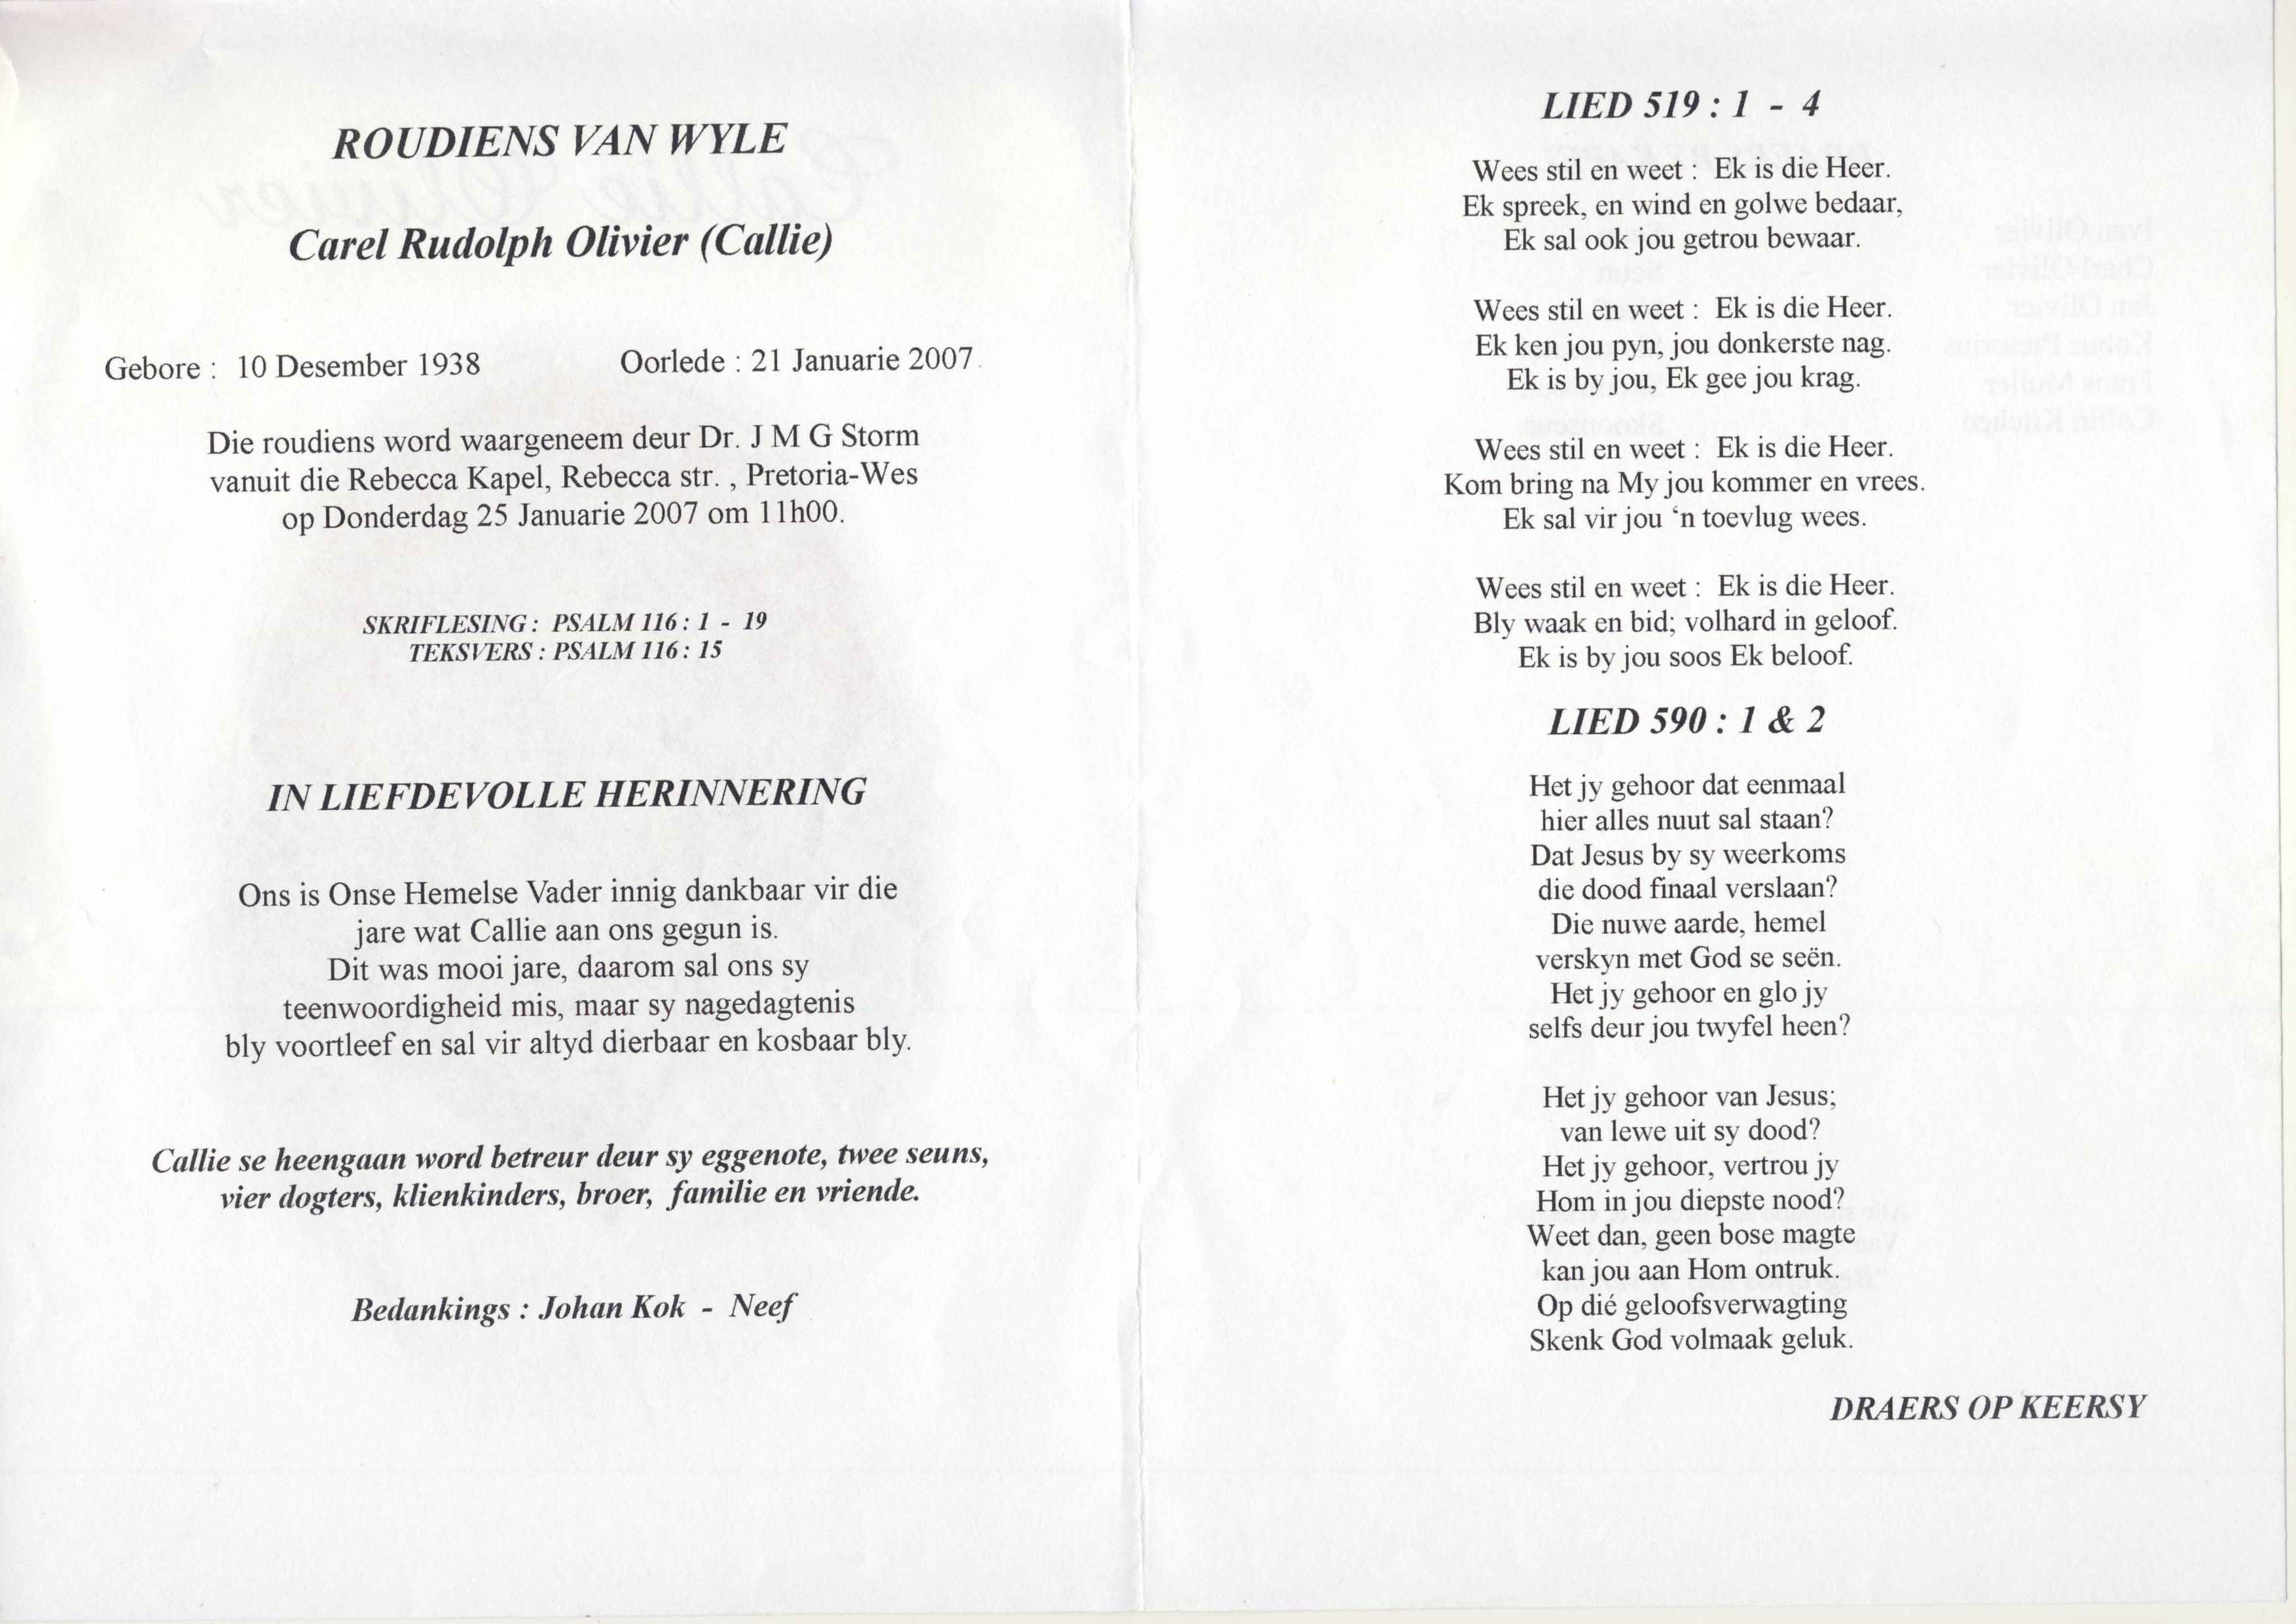 ROUDIENS VAN WYLE
Carel Rudolph Olivier (Callie)
Gebore : 10 Desember 1938 Oorlede : 21 Januarie 2007
Die roudiens word waargeneem deur Dr. J M G Storm
vanuit die Rebecca Kapel, Rebecca str. , Pretoria-Wes
op Donderdag 25 Januarie 2007 om 11h00.
SKRIFLESING : PSALM 116 : 1 - 19
TEKSVERS : PSALM 116 : 15
IN LIEFDEVOLLE HERINNERING
Ons is Onse Hemelse Vader innig dankbaar vir die
jare wat Callie aan ons gegun is.
Dit was mooi jare, daarom sal ons sy
teenwoordigheid mis, maar sy nagedagtenis
bly voortleef en sal vir altyd dierbaar en kosbaar bly.
Callie se heengaan word betreur deur sy eggenote, twee seuns,
vier dogters, klienkinders, broer, familie en vriende.
Bedankings : Johan Kok - Neef
LIED 519 : 1 - 4
Wees stil en weet : Ek is die Heer.
Ek spreek, en wind en golwe bedaar,
Ek sal ook jou getrou bewaar.
Wees stil en weet : Ek is die Heer.
Ek ken jou pyn, jou donkerste nag.
Ek is by jou, Ek gee jou krag.
Wees stil en weet : Ek is die Heer.
Kom bring na My jou kommer en vrees.
Ek sal vir jou ‘n toevlug wees.
Wees stil en weet : Ek is die Heer.
Bly waak en bid; volhard in geloof.
Ek is by jou soos Ek beloof.
LIED 590 : 1 & 2
Het jy gehoor dat eenmaal
hier alles nuut sal staan?
Dat Jesus by sy weerkoms
die dood finaal verslaan?
Die nuwe aarde, hemel
verskyn met God se seën.
Het jy gehoor en glo jy
selfs deur jou twyfel heen?
Het jy gehoor van Jesus;
van lewe uit sy dood?
Het jy gehoor, vertrou jy
Hom in jou diepste nood?
Weet dan, geen bose magte
kan jou aan Hom ontruk.
Op dié geloofsverwagting
Skenk God volmaak geluk.
DRAERS OP KEERSY